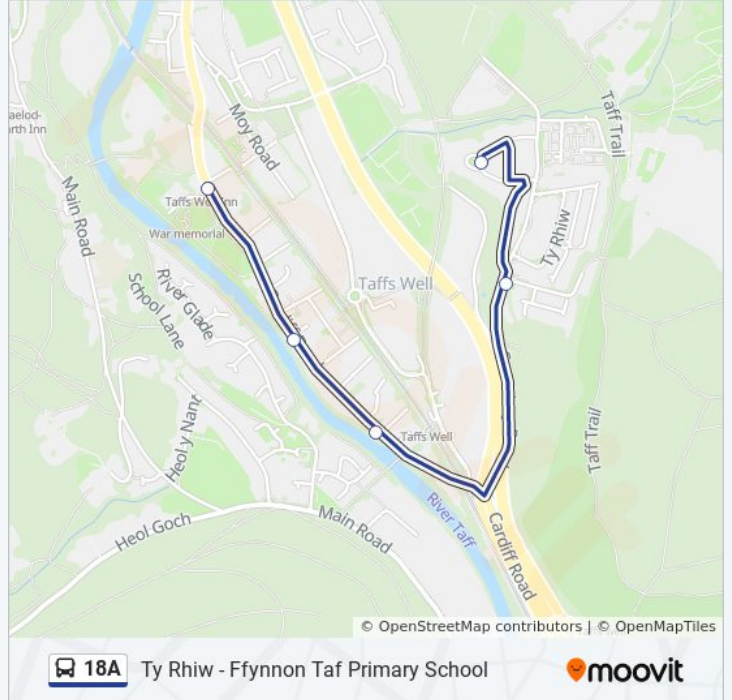 aelod-
rth Inn
Moy Road
Taff Trail
Main Road
Taffs We
nn
War memorial
Ty Rhiw
River Glade
School Lane
Taffs Well
Heol y Nant
Taffs Well
Taff Trail
River Taff
Cardiff Road
Heol Goch
Main Road
© OpenStreetMap contributors | © OpenMapTiles
18A Ty Rhiw - Ffynnon Taf Primary School
moovit